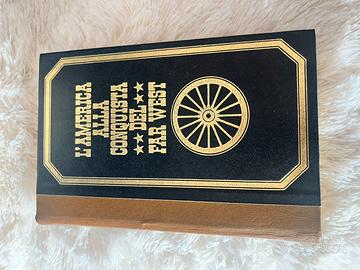 L'AMERICA
ALLA
CONQUISTA
DEL
FAR WEST